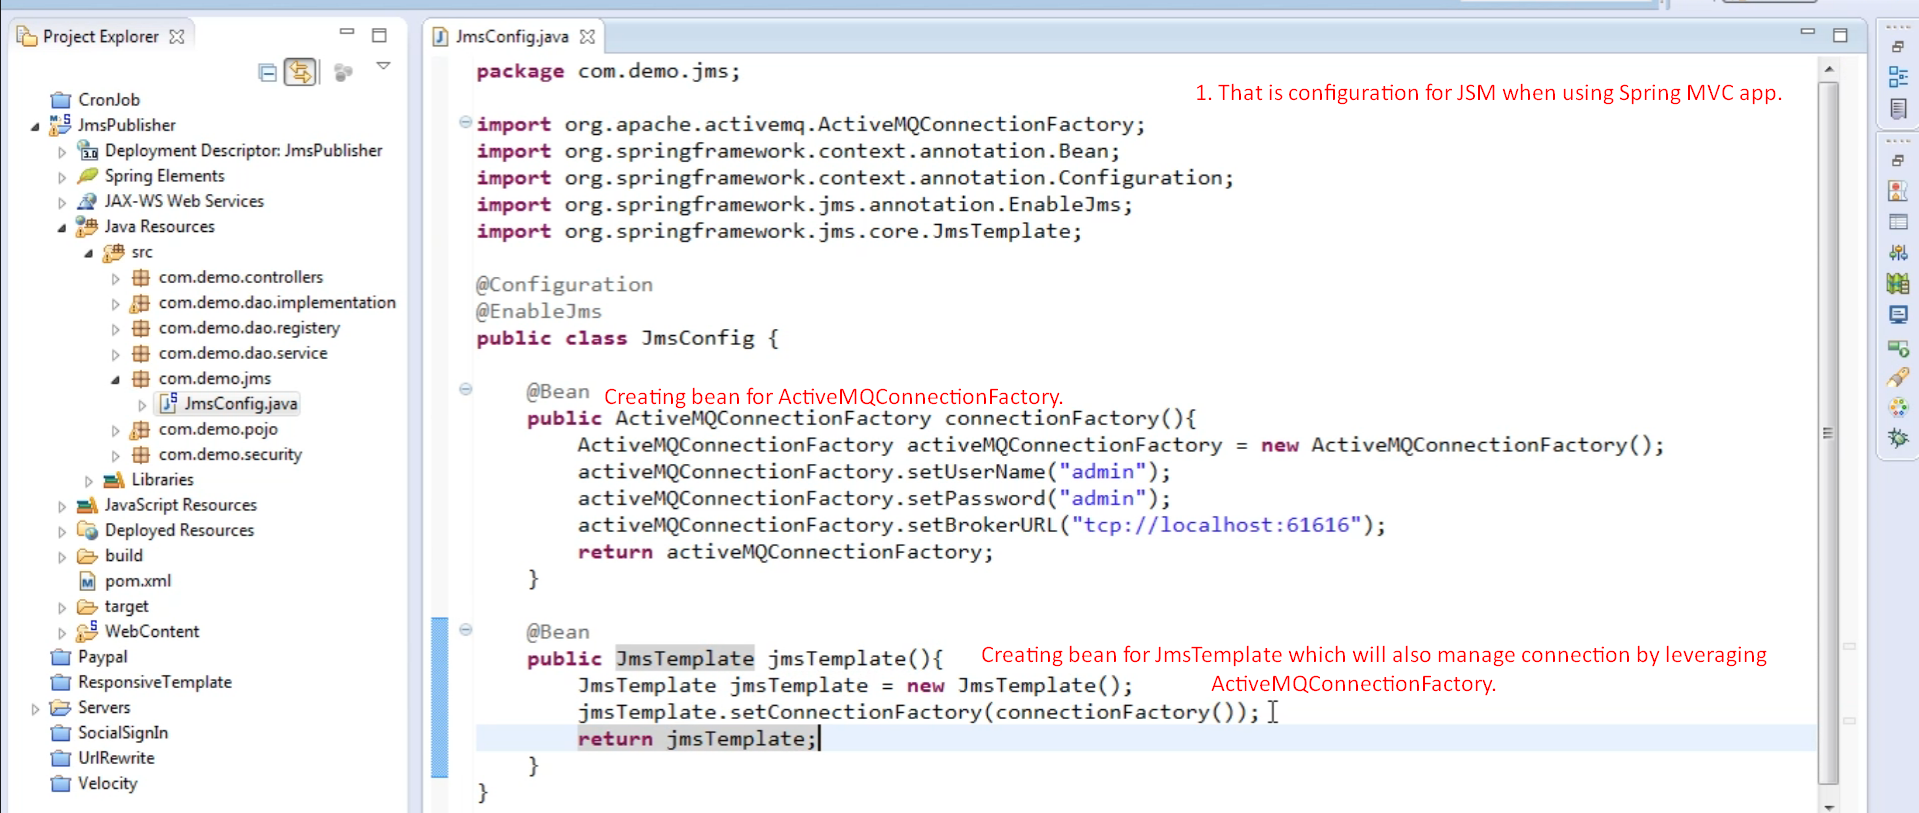 Project Explorer
CronJob
JmsPublisher
Deployment Descriptor: JmsPublisher
Spring Elements
JAX-WS Web Services
Java Resources
src
com.demo.controllers
com.demo.dao.implementation
com.demo.dao.registery
com.demo.dao.service
com.demo.jms
JmsConfig.java
com.demo.pojo
com.demo.security
Libraries
JavaScript Resources
Deployed Resources
build
pom.xml
target
WebContent
Paypal
ResponsiveTemplate
Servers
SocialSignIn
UrlRewrite
Velocity
JmsConfig.java
package com.demo.jms;
1. That is configuration for JSM when using Spring MVC app.
import org.apache.activemq.ActiveMQConnectionFactory;
import org.springframework.context.annotation.Bean;
import org.springframework.context.annotation.Configuration;
import org.springframework.jms.annotation.EnableJms;
import org.springframework.jms.core.JmsTemplate;
@Configuration
@EnableJms
public class JmsConfig {
@Bean Creating bean for ActiveMQConnectionFactory.
public ActiveMQConnectionFactory connectionFactory(){
ActiveMQConnectionFactory activeMQConnectionFactory = new ActiveMQConnectionFactory();
activeMQConnectionFactory.setUserName("admin");
activeMQConnectionFactory.setPassword("admin");
activeMQConnectionFactory.setBrokerURL("tcp://localhost:61616");
return activeMQConnectionFactory;
}
@Bean
public JmsTemplate jmsTemplate(){ Creating bean for JmsTemplate which will also manage connection by leveraging
ActiveMQConnectionFactory.
JmsTemplate jmsTemplate = new JmsTemplate();
jmsTemplate.setConnectionFactory(connectionFactory());
return jmsTemplate;
}
}